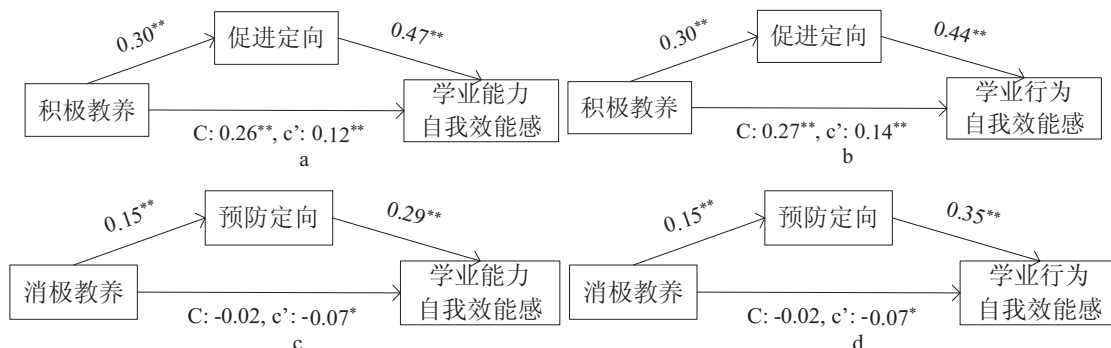 0.30**
促进定向
0.47**
积极教养
学业能力
自我效能感
C: 0.26**, c’: 0.12**
a
0.30**
促进定向
0.44**
积极教养
学业行为
自我效能感
C: 0.27**, c’: 0.14**
b
0.15**
预防定向
0.29**
消极教养
学业能力
自我效能感
C: -0.02, c’: -0.07*
c
0.15**
预防定向
0.35**
消极教养
学业行为
自我效能感
C: -0.02, c’: -0.07*
d